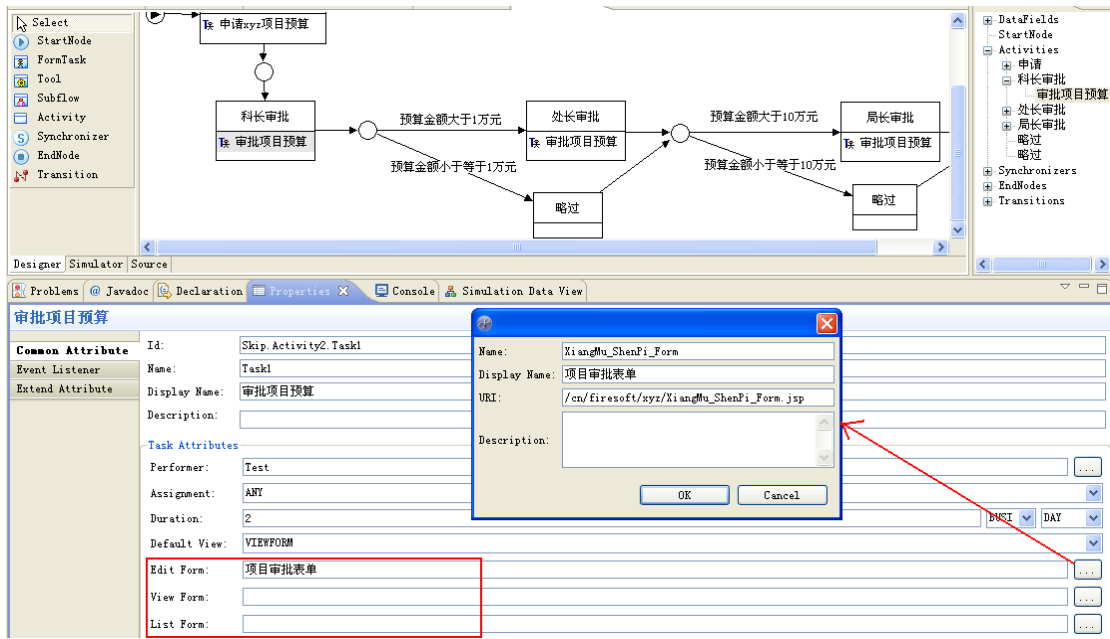 Select
StartNode
FormTask
Tool
Subflow
Activity
Synchronizer
EndNode
Transition
申请xyz项目预算
科长审批
审批项目预算
预算金额大于1万元
预算金额小于等于1万元
处长审批
审批项目预算
略过
预算金额大于10万元
预算金额小于等于10万元
局长审批
审批项目预算
略过
DataFields
StartNode
Activities
申请
科长审批
审批项目预算
处长审批
局长审批
略过
略过
Synchronizers
EndNodes
Transitions
Designer Simulator Source
Problems @ Javadoc Declaration Properties Console Simulation Data View
审批项目预算
Common Attribute
Event Listener
Extend Attribute
Id: Skip.Activity2.Task1
Name: Task1
Display Name: 审批项目预算
Description:
Task Attributes
Performer: Test ...
Assignment: ANY
Duration: 2 BUSI DAY
Default View: VIEWFORM
Edit Form: 项目审批表单 ...
View Form: ...
List Form: ...
Name: XiangMu_ShenPi_Form
Display Name: 项目审批表单
URI: /cn/firesoft/xyz/XiangMu_ShenPi_Form.jsp
Description:
OK Cancel